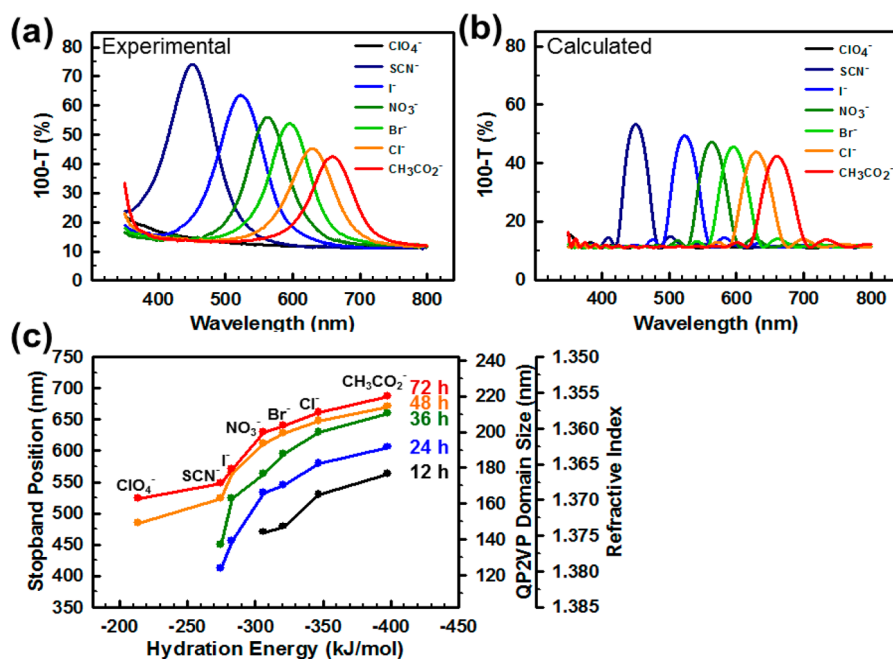 (a)
Experimental
ClO₄⁻
SCN⁻
I⁻
NO₃⁻
Br⁻
Cl⁻
CH₃CO₂⁻
80
70
60
50
40
30
20
10
0
100-T (%)
400 500 600 700 800
Wavelength (nm)
(b)
Calculated
ClO₄⁻
SCN⁻
I⁻
NO₃⁻
Br⁻
Cl⁻
CH₃CO₂⁻
80
60
40
20
0
100-T (%)
400 500 600 700 800
Wavelength (nm)
(c)
750
700
650
600
550
500
450
400
350
Stopband Position (nm)
ClO₄⁻
SCN⁻
I⁻
NO₃⁻
Br⁻
Cl⁻
CH₃CO₂⁻
72 h
48 h
36 h
24 h
12 h
-200 -250 -300 -350 -400 -450
Hydration Energy (kJ/mol)
240
220
200
180
160
140
120
QP2VP Domain Size (nm)
1.350
1.355
1.360
1.365
1.370
1.375
1.380
1.385
Refractive Index